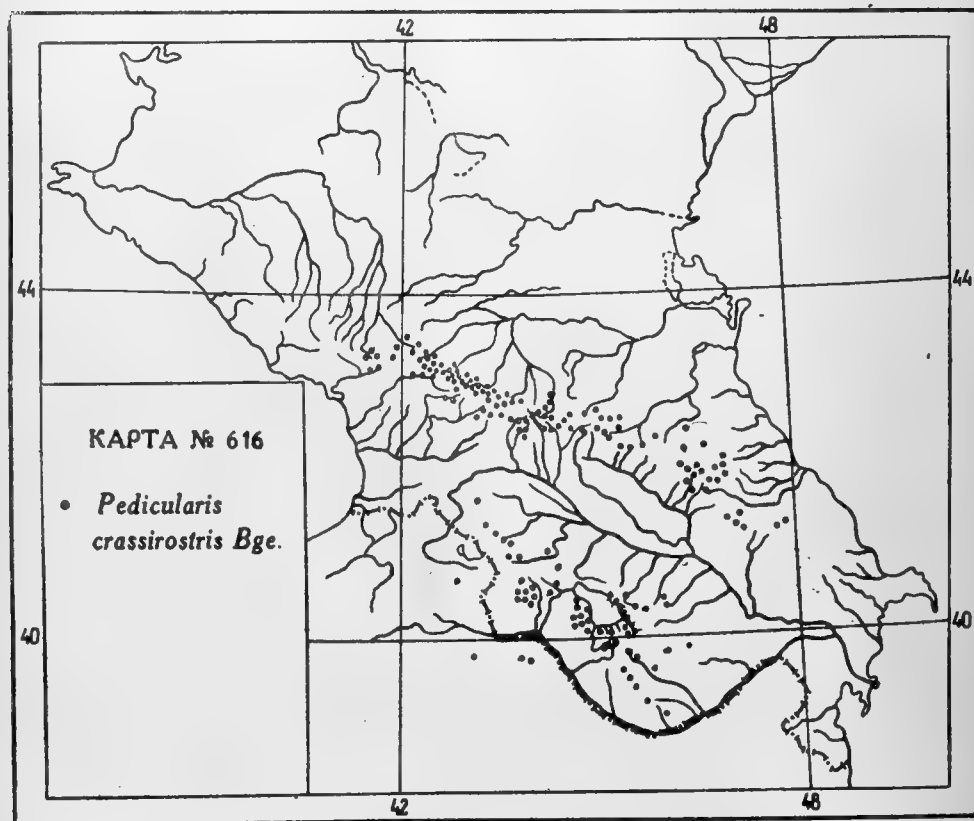 42 48
44 44
КАРТА № 616
Pedicularis
crassirostris Bge.
40 40
42 48